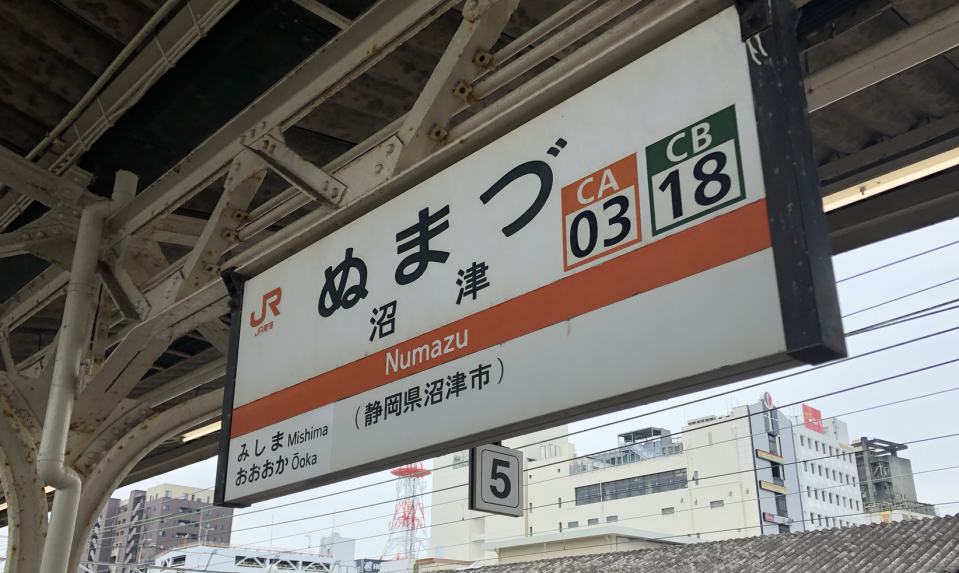 JR
JR東海
ぬまづ
沼津
CA
03
CB
18
Numazu
(静岡県沼津市)
みしま Mishima
おおおか Ōoka
5